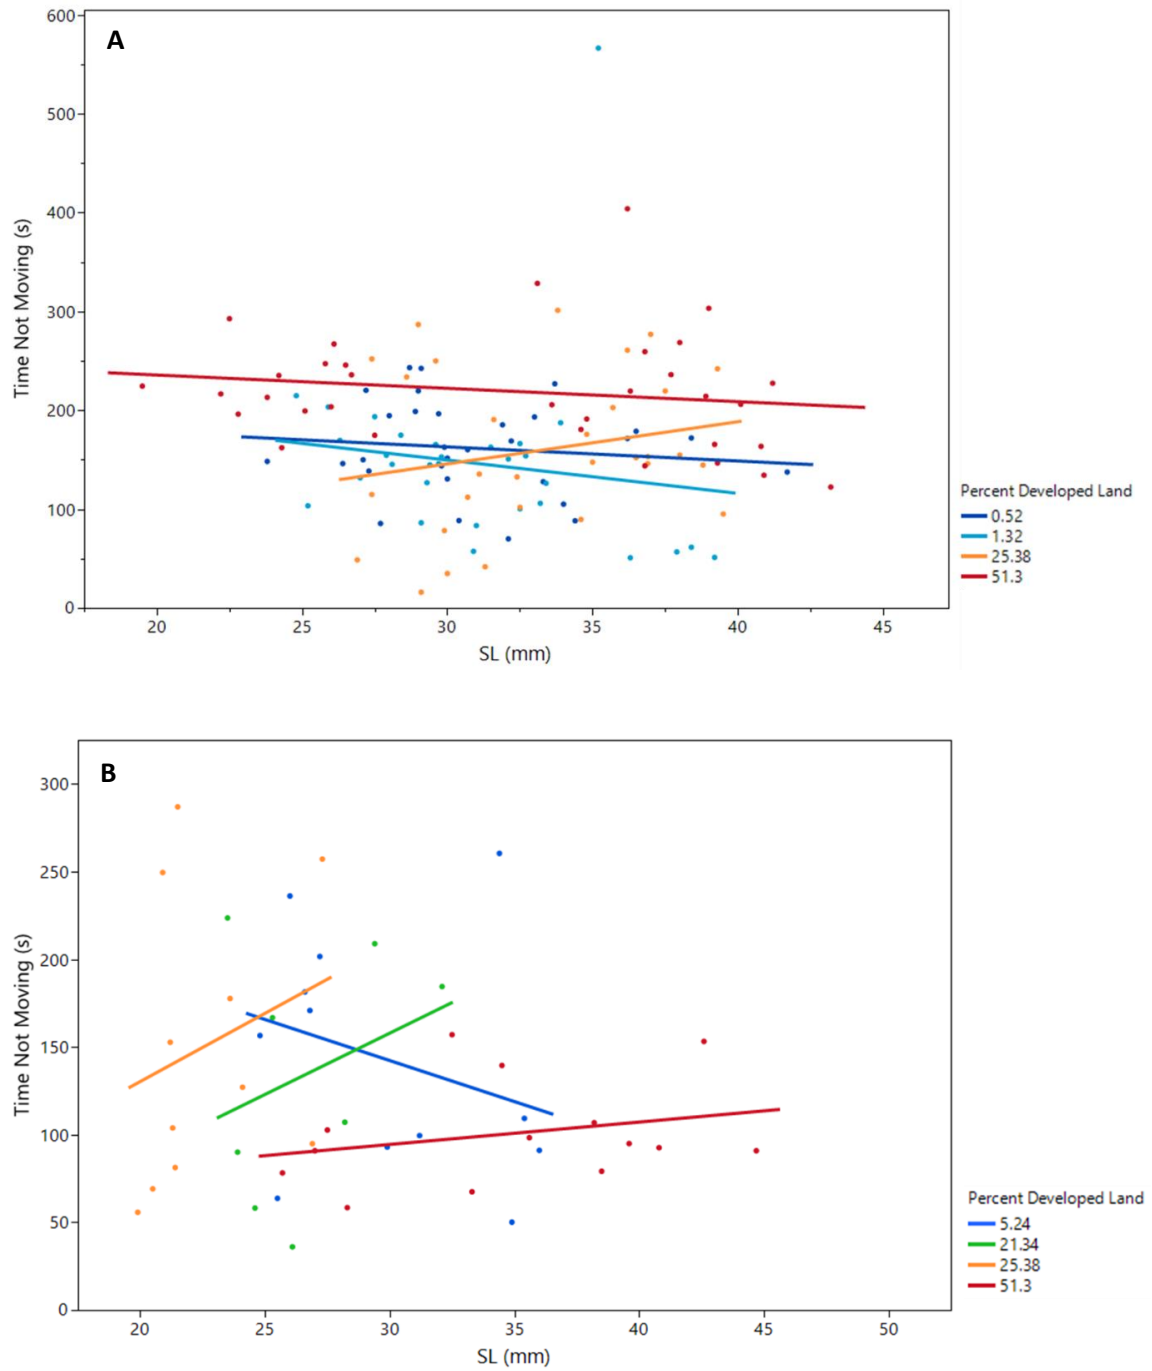 A
600
500
400
300
200
100
0
Time Not Moving (s)
20 25 30 35 40 45
SL (mm)
Percent Developed Land
0.52
1.32
25.38
51.3
B
300
250
200
150
100
50
0
Time Not Moving (s)
20 25 30 35 40 45 50
SL (mm)
Percent Developed Land
5.24
21.34
25.38
51.3